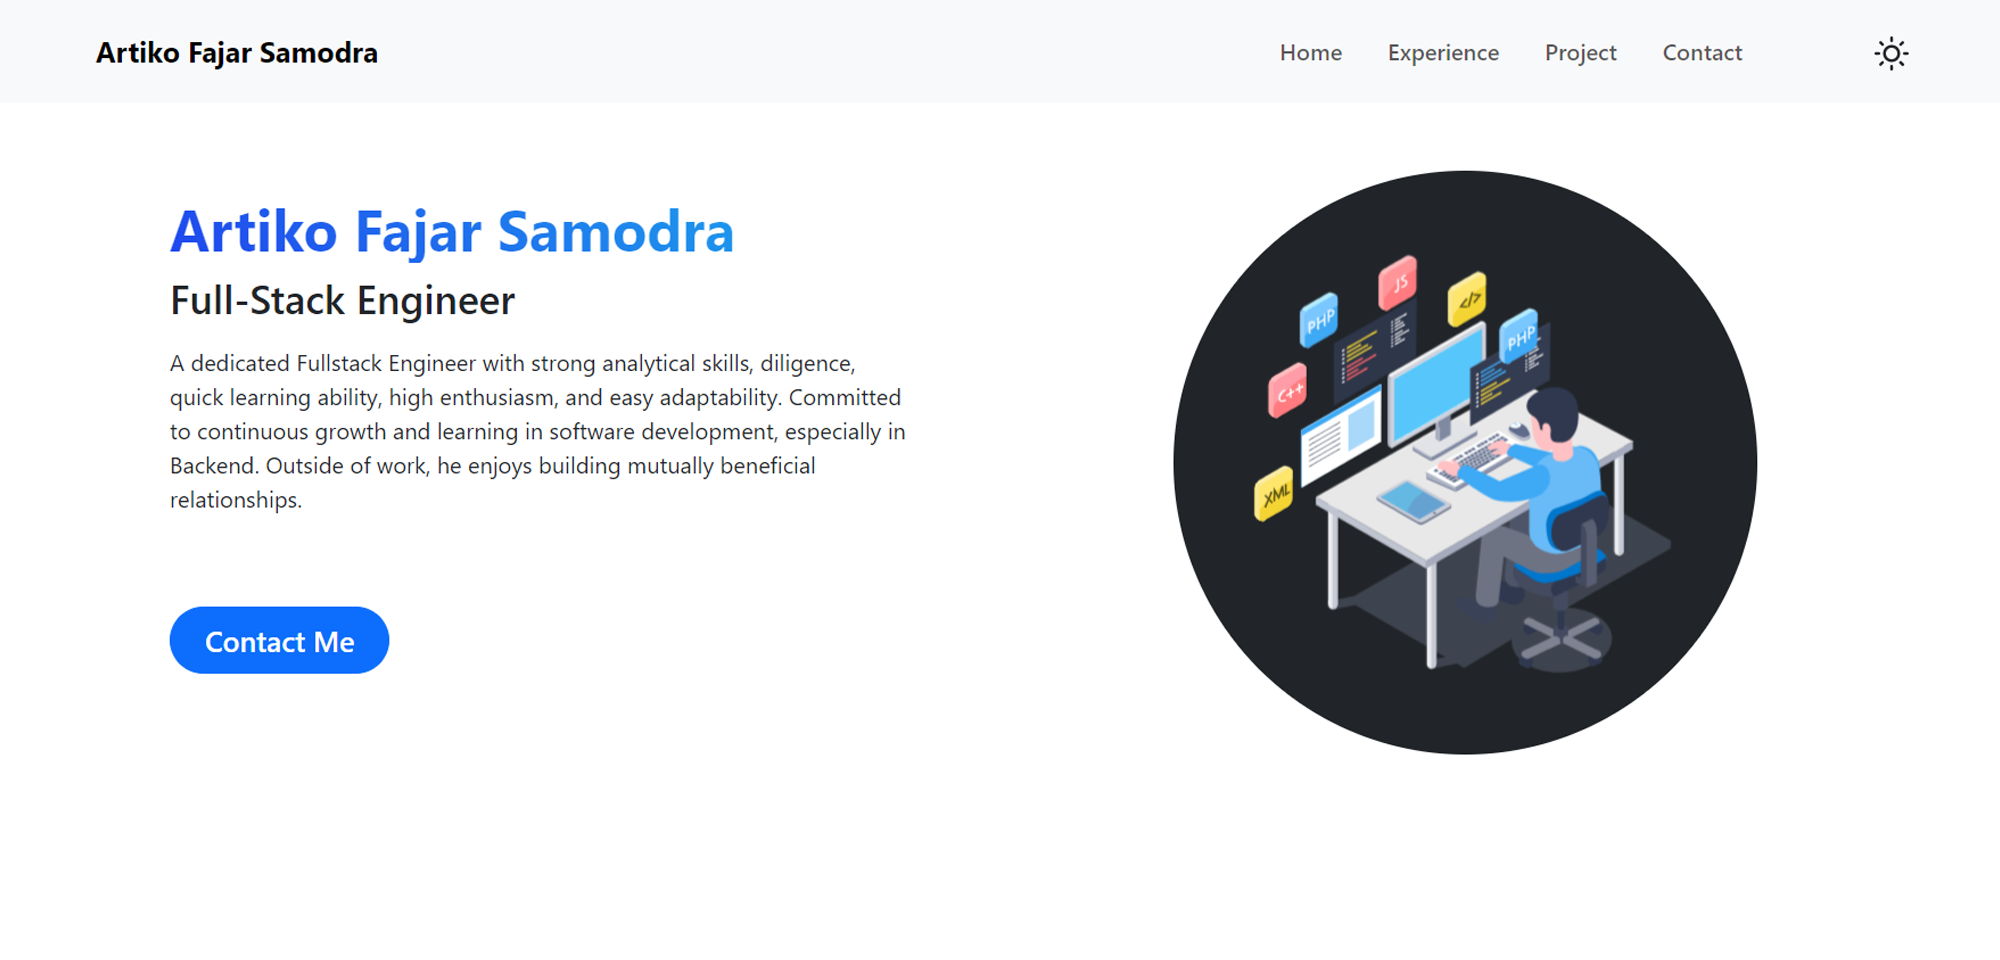 Artiko Fajar Samodra
Home Experience Project Contact
Artiko Fajar Samodra
Full-Stack Engineer
A dedicated Fullstack Engineer with strong analytical skills, diligence,
quick learning ability, high enthusiasm, and easy adaptability. Committed
to continuous growth and learning in software development, especially in
Backend. Outside of work, he enjoys building mutually beneficial
relationships.
Contact Me
JS
</>
PHP
PHP
C++
XML